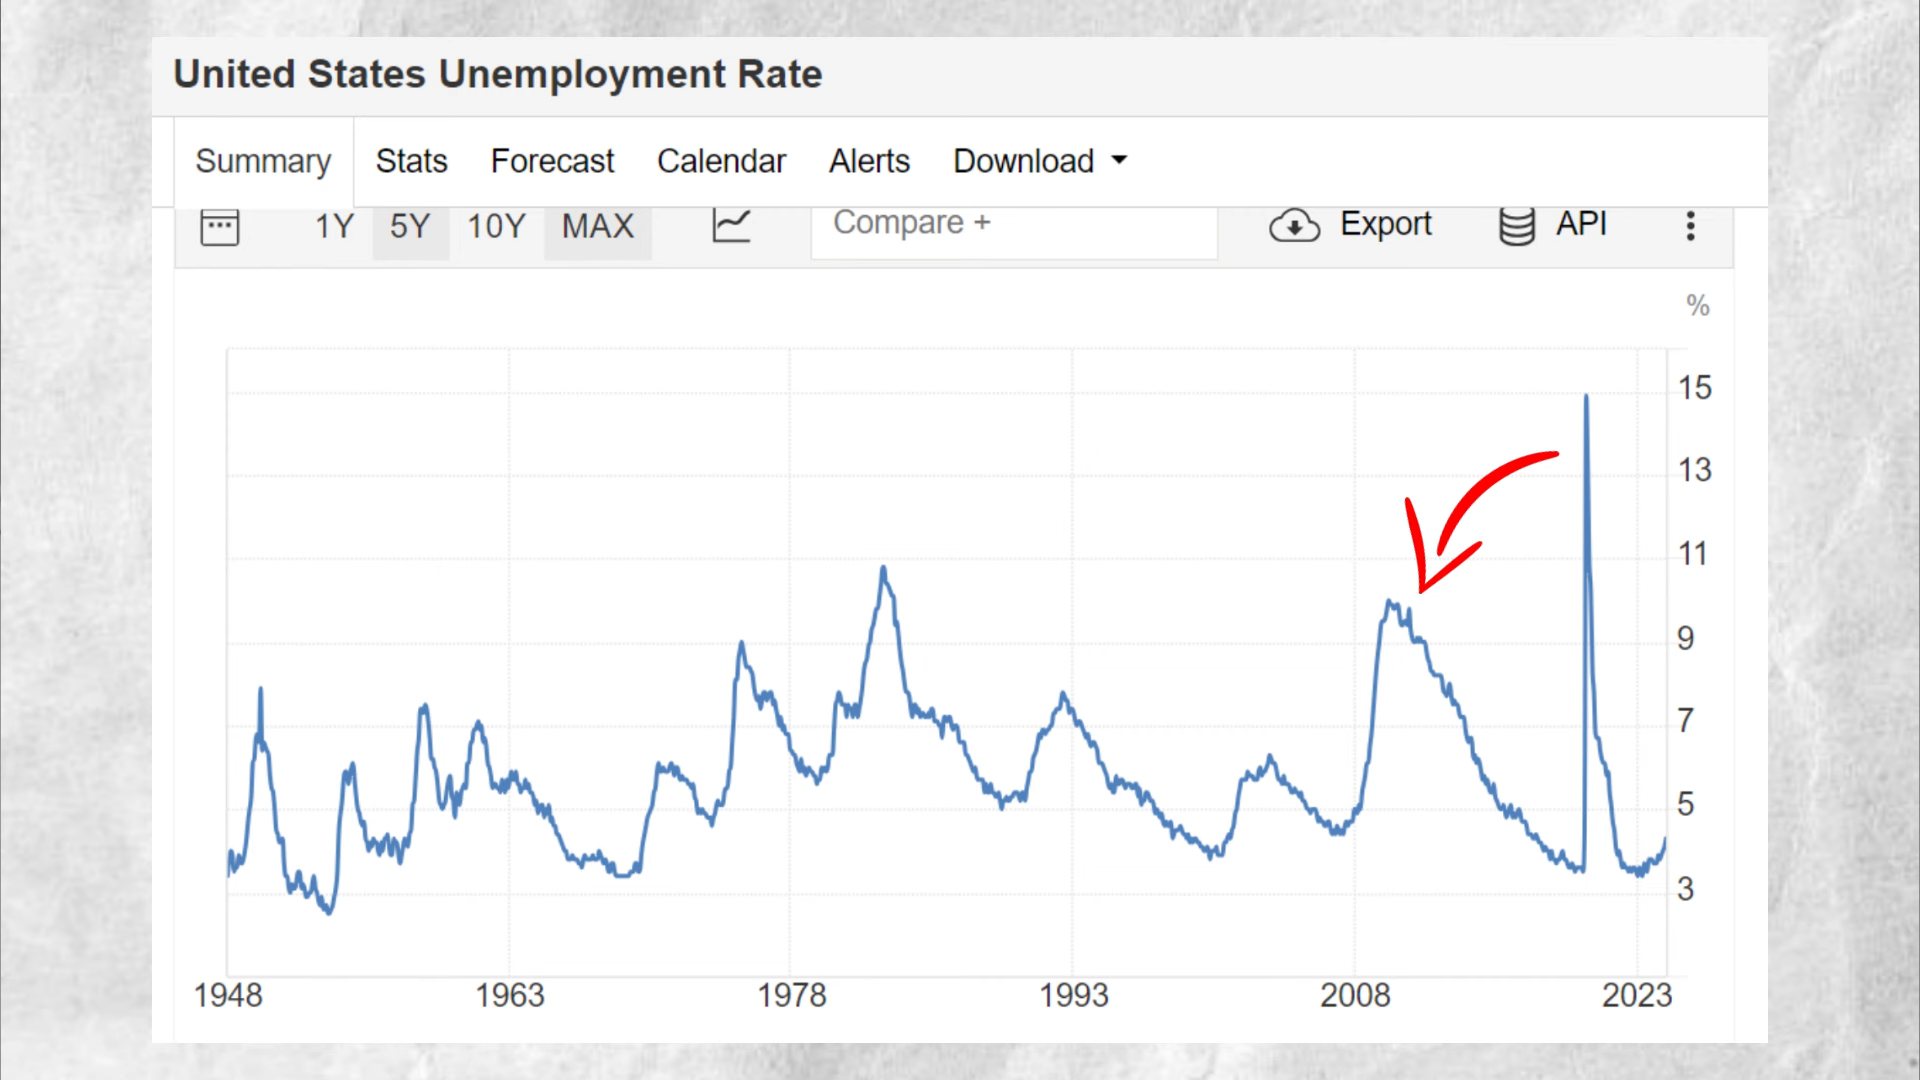 United States Unemployment Rate
Summary Stats Forecast Calendar Alerts Download
1Y 5Y 10Y MAX Compare + Export API
%
15
13
11
9
7
5
3
1948 1963 1978 1993 2008 2023